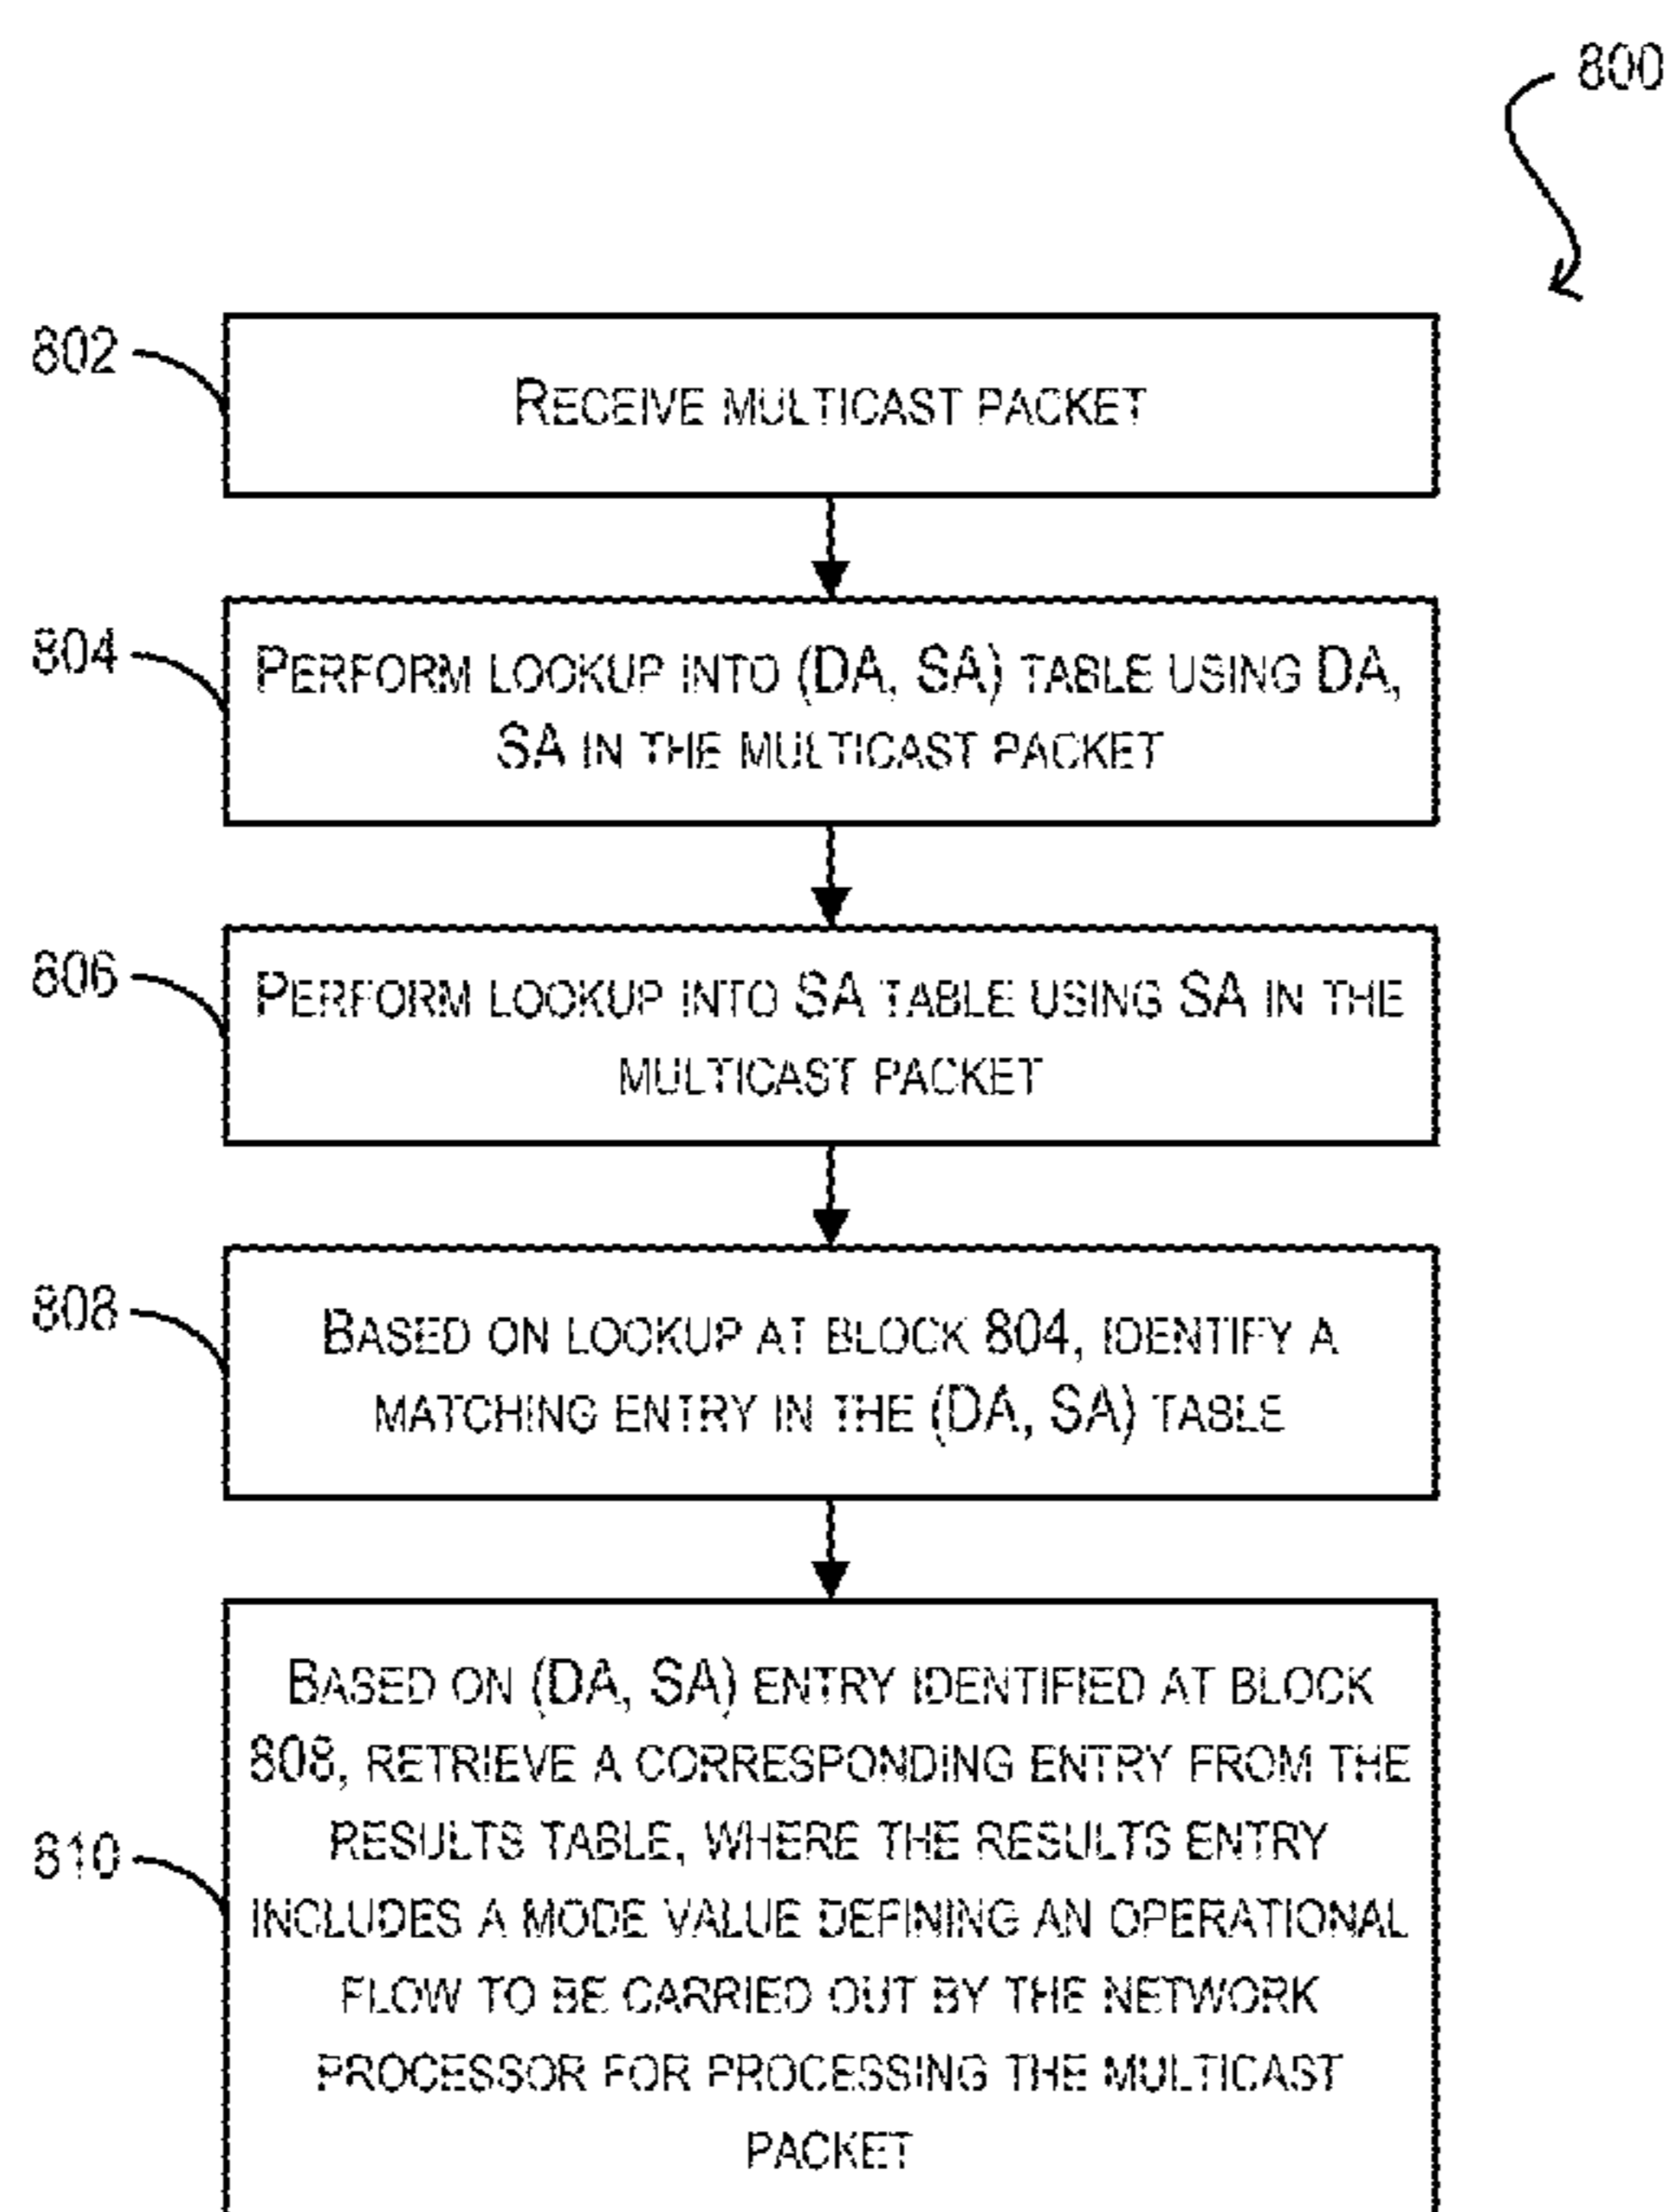 800
802
RECEIVE MULTICAST PACKET
804
PERFORM LOOKUP INTO (DA, SA) TABLE USING DA,
SA IN THE MULTICAST PACKET
806
PERFORM LOOKUP INTO SA TABLE USING SA IN THE
MULTICAST PACKET
808
BASED ON LOOKUP AT BLOCK 804, IDENTIFY A
MATCHING ENTRY IN THE (DA, SA) TABLE
810
BASED ON (DA, SA) ENTRY IDENTIFIED AT BLOCK
808, RETRIEVE A CORRESPONDING ENTRY FROM THE
RESULTS TABLE, WHERE THE RESULTS ENTRY
INCLUDES A MODE VALUE DEFINING AN OPERATIONAL
FLOW TO BE CARRIED OUT BY THE NETWORK
PROCESSOR FOR PROCESSING THE MULTICAST
PACKET